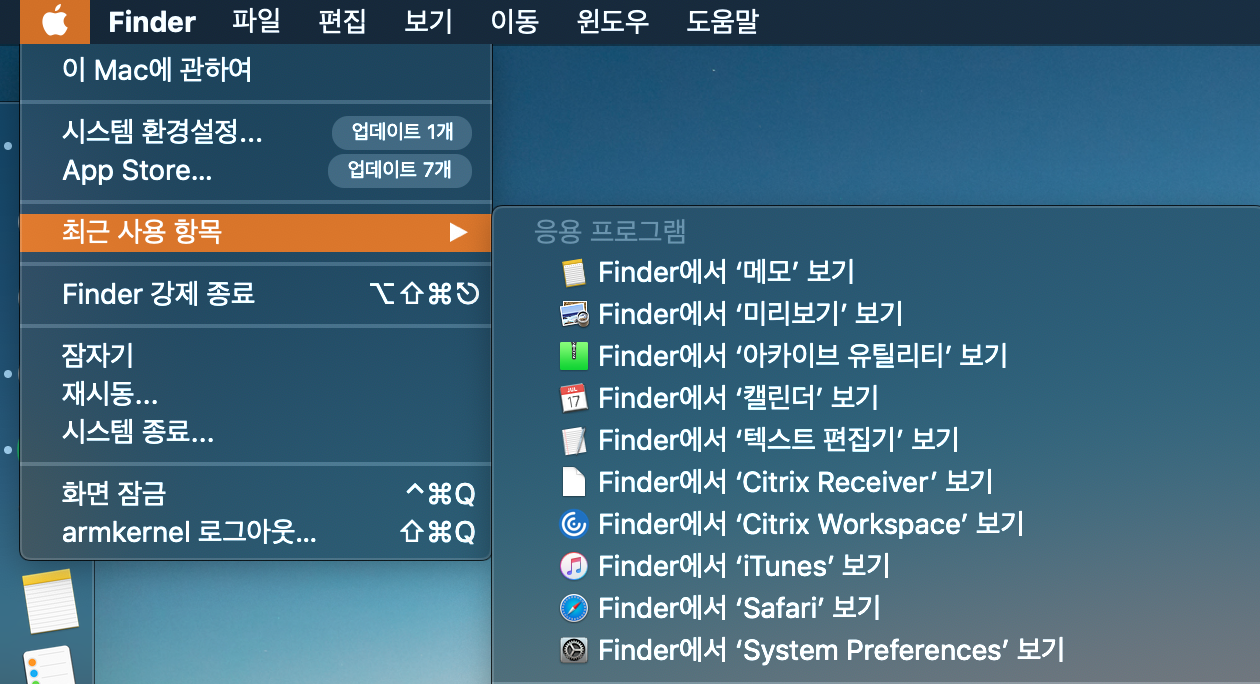 Finder 파일 편집 보기 이동 윈도우 도움말
이 Mac에 관하여
시스템 환경설정... 업데이트 1개
App Store... 업데이트 7개
최근 사용 항목 ▶
Finder 강제 종료 ⌥⇧⌘⎋
잠자기
재시동...
시스템 종료...
화면 잠금 ^⌘Q
armkernel 로그아웃... ⇧⌘Q
응용 프로그램
Finder에서 ‘메모’ 보기
Finder에서 ‘미리보기’ 보기
Finder에서 ‘아카이브 유틸리티’ 보기
Finder에서 ‘캘린더’ 보기
Finder에서 ‘텍스트 편집기’ 보기
Finder에서 ‘Citrix Receiver’ 보기
Finder에서 ‘Citrix Workspace’ 보기
Finder에서 ‘iTunes’ 보기
Finder에서 ‘Safari’ 보기
Finder에서 ‘System Preferences’ 보기
JUL
17